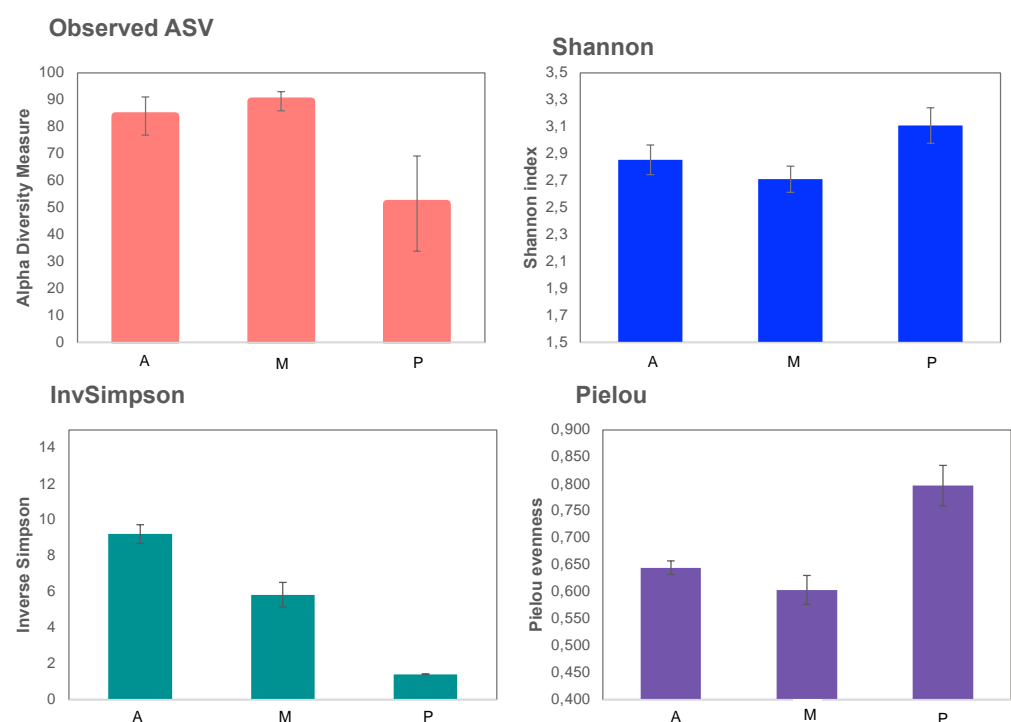 Observed ASV
Alpha Diversity Measure
100
90
80
70
60
50
40
30
20
10
0
A
M
P
Shannon
Shannon index
3,5
3,3
3,1
2,9
2,7
2,5
2,3
2,1
1,9
1,7
1,5
A
M
P
InvSimpson
Inverse Simpson
14
12
10
8
6
4
2
0
A
M
P
Pielou
Pielou evenness
0,900
0,850
0,800
0,750
0,700
0,650
0,600
0,550
0,500
0,450
0,400
A
M
P